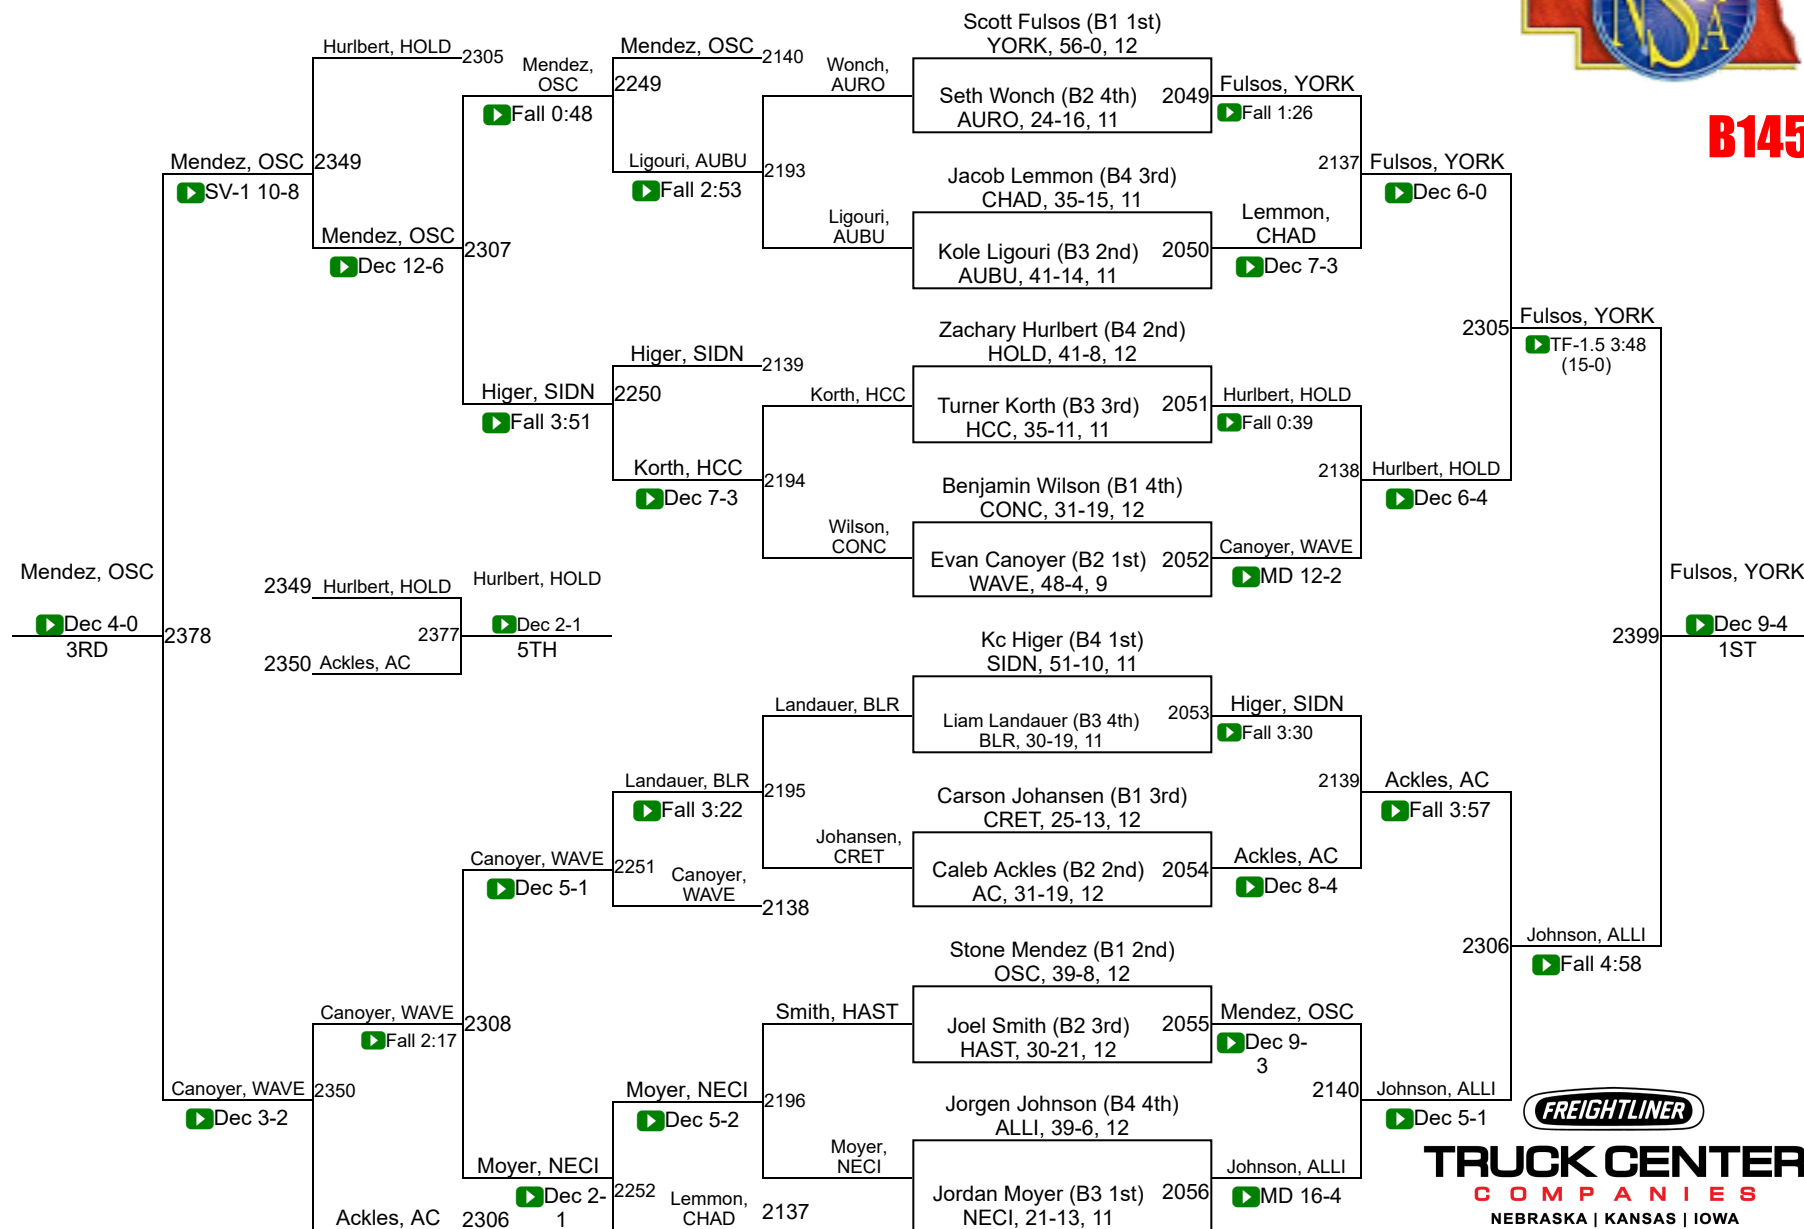 Scott Fulsos (B1 1st)
YORK, 56-0, 12
Hurlbert, HOLD
2305
Mendez, OSC
2140
Mendez,
OSC
2249
Fall 0:48
Wonch,
AURO
Seth Wonch (B2 4th)
AURO, 24-16, 11
2049
Fulsos, YORK
Fall 1:26
NSA
B145
Mendez, OSC
2349
SV-1 10-8
Ligouri, AUBU
2193
Fall 2:53
Jacob Lemmon (B4 3rd)
CHAD, 35-15, 11
2137
Fulsos, YORK
Dec 6-0
Mendez, OSC
2307
Dec 12-6
Ligouri,
AUBU
Kole Ligouri (B3 2nd)
AUBU, 41-14, 11
2050
Lemmon,
CHAD
Dec 7-3
Zachary Hurlbert (B4 2nd)
HOLD, 41-8, 12
2305
Fulsos, YORK
TF-1.5 3:48
(15-0)
Higer, SIDN
2139
Higer, SIDN
2250
Fall 3:51
Korth, HCC
Turner Korth (B3 3rd)
HCC, 35-11, 11
2051
Hurlbert, HOLD
Fall 0:39
Korth, HCC
2194
Dec 7-3
Benjamin Wilson (B1 4th)
CONC, 31-19, 12
2138
Hurlbert, HOLD
Dec 6-4
Wilson,
CONC
Evan Canoyer (B2 1st)
WAVE, 48-4, 9
2052
Canoyer, WAVE
MD 12-2
Mendez, OSC
Dec 4-0
3RD
2378
2349
Hurlbert, HOLD
2350
Ackles, AC
2377
Hurlbert, HOLD
Dec 2-1
5TH
2399
Fulsos, YORK
Dec 9-4
1ST
Kc Higer (B4 1st)
SIDN, 51-10, 11
Landauer, BLR
Liam Landauer (B3 4th)
BLR, 30-19, 11
2053
Higer, SIDN
Fall 3:30
Landauer, BLR
2195
Fall 3:22
Carson Johansen (B1 3rd)
CRET, 25-13, 12
2139
Ackles, AC
Fall 3:57
Johansen,
CRET
Caleb Ackles (B2 2nd)
AC, 31-19, 12
2054
Ackles, AC
Dec 8-4
Canoyer, WAVE
2251
Dec 5-1
Canoyer,
WAVE
2138
Stone Mendez (B1 2nd)
OSC, 39-8, 12
2306
Johnson, ALLI
Fall 4:58
Canoyer, WAVE
2308
Fall 2:17
Smith, HAST
Joel Smith (B2 3rd)
HAST, 30-21, 12
2055
Mendez, OSC
Dec 9-
3
Canoyer, WAVE
2350
Dec 3-2
Moyer, NECI
2196
Dec 5-2
Jorgen Johnson (B4 4th)
ALLI, 39-6, 12
2140
Johnson, ALLI
Dec 5-1
Moyer, NECI
2252
Dec 2-
1
Moyer,
NECI
Jordan Moyer (B3 1st)
NECI, 21-13, 11
2056
Johnson, ALLI
MD 16-4
Ackles, AC
2306
Lemmon,
CHAD
2137
FREIGHTLINER
TRUCK CENTER
COMPANIES
NEBRASKA | KANSAS | IOWA